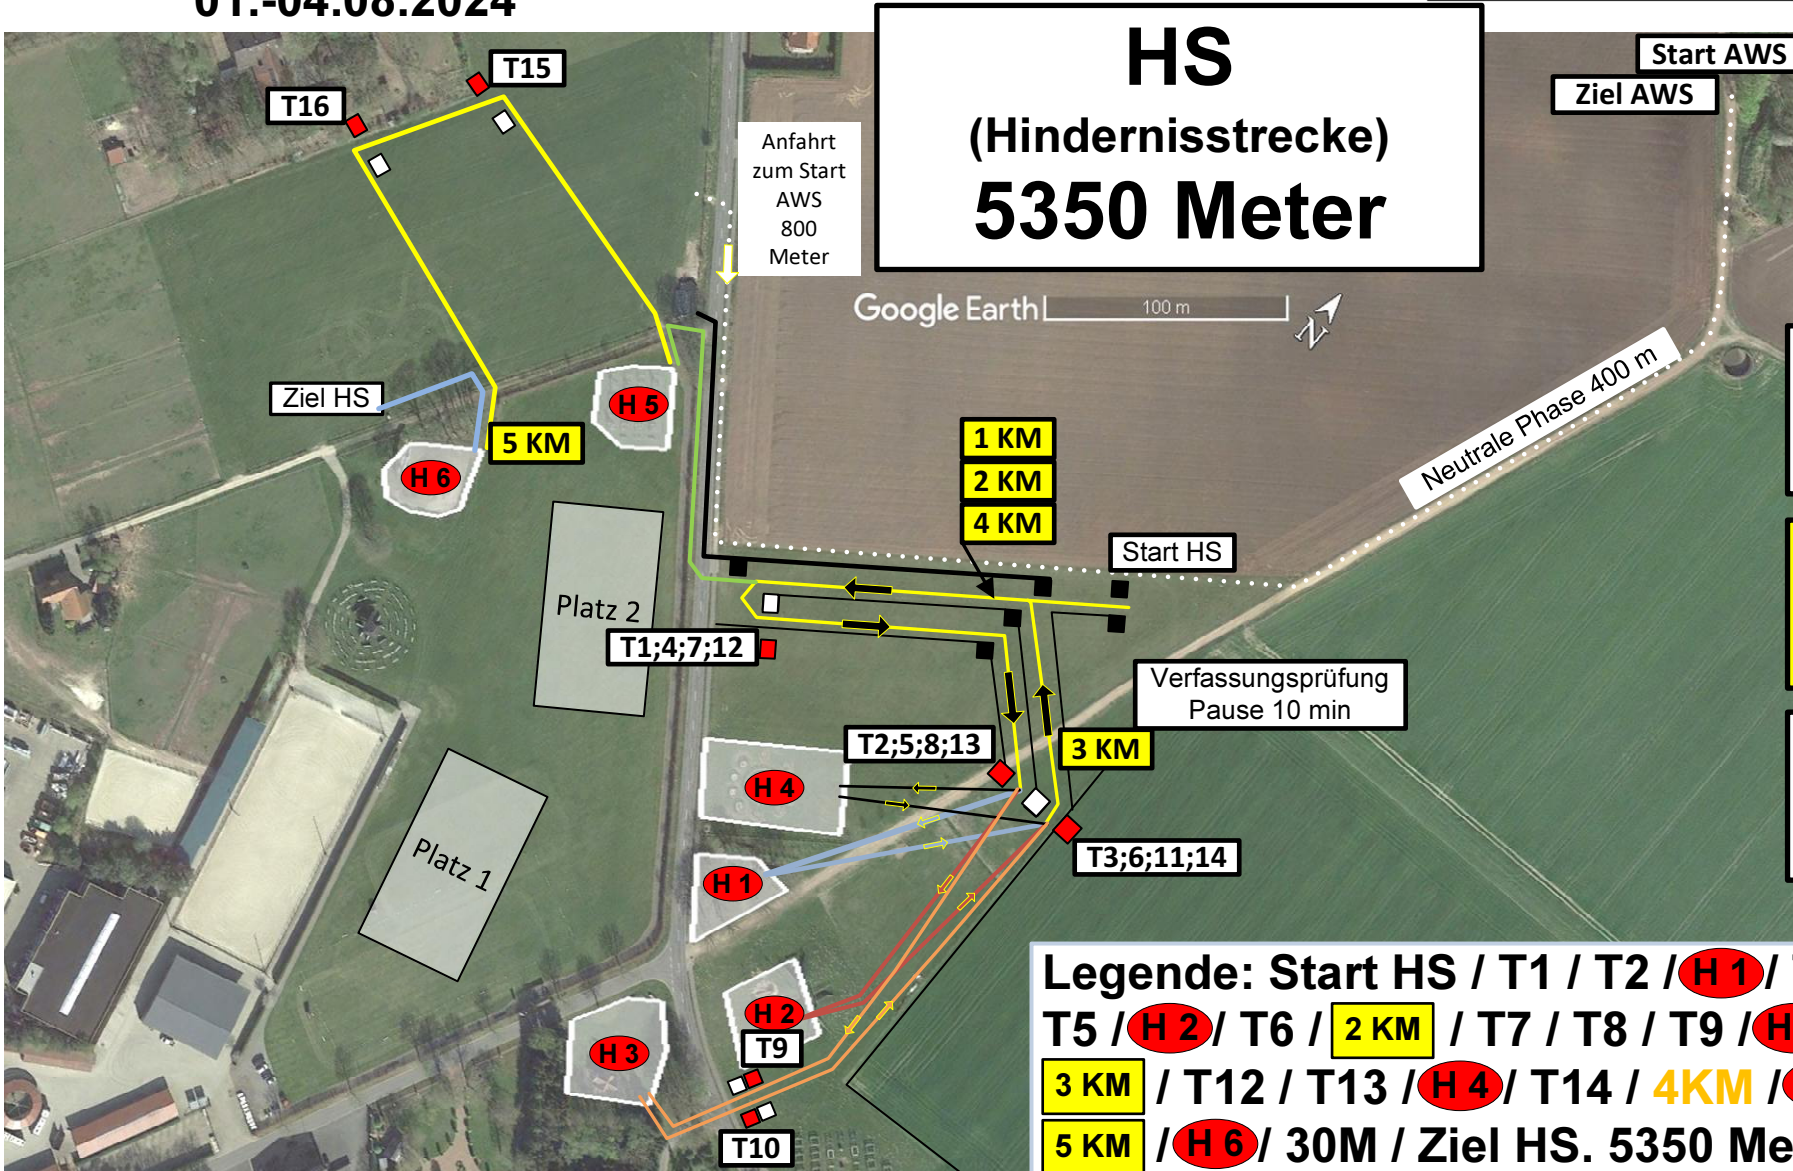 01.-04.08.2024
HS
(Hindernisstrecke)
5350 Meter
Start AWS
Ziel AWS
T15
T16
Anfahrt
zum Start
AWS
800
Meter
Google Earth
100 m
N
Neutrale Phase 400 m
Ziel HS
H 5
5 KM
H 6
1 KM
2 KM
4 KM
Start HS
Platz 2
T1;4;7;12
Verfassungsprüfung
Pause 10 min
T2;5;8;13
3 KM
H 4
T3;6;11;14
Platz 1
H 1
H 2
T9
H 3
T10
Legende: Start HS / T1 / T2 / H 1 /
T5 / H 2 / T6 / 2 KM / T7 / T8 / T9 / H
3 KM / T12 / T13 / H 4 / T14 / 4KM /
5 KM / H 6 / 30M / Ziel HS. 5350 Me